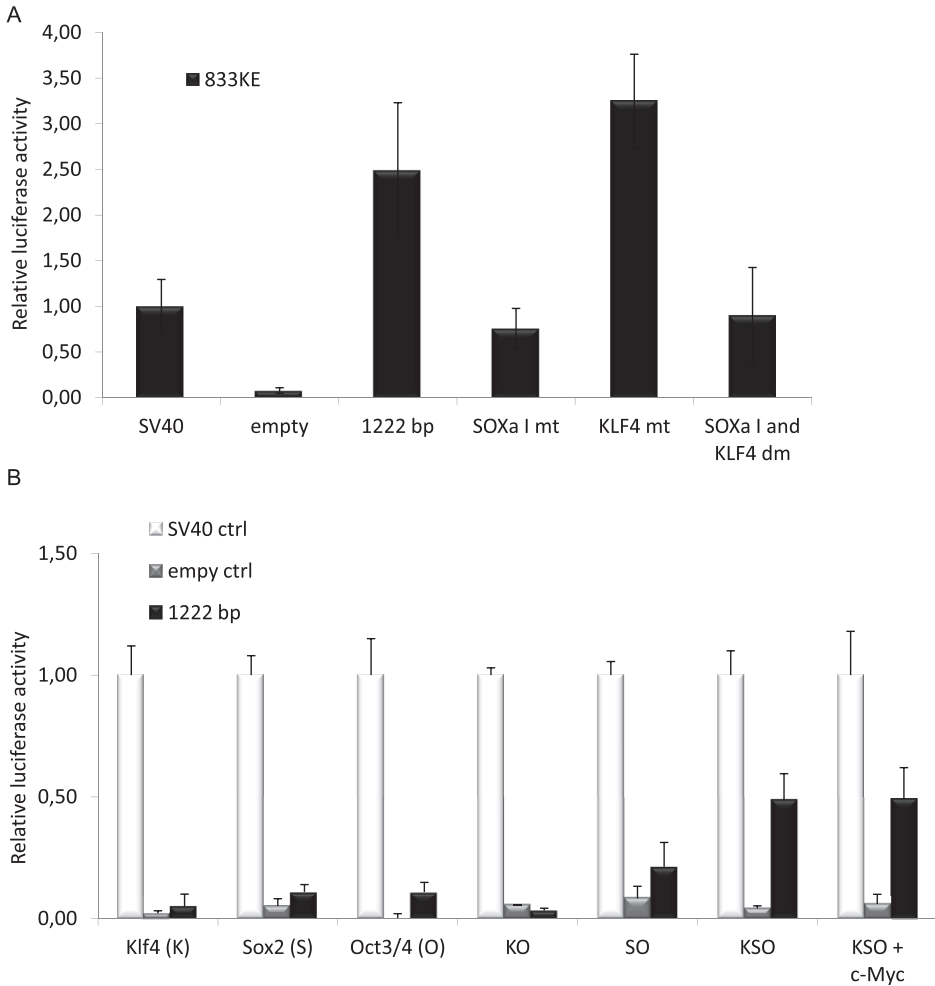 A
4,00
3,50
3,00
2,50
2,00
1,50
1,00
0,50
0,00
Relative luciferase activity
833KE
SV40
empty
1222 bp
SOXa I mt
KLF4 mt
SOXa I and
KLF4 dm
B
SV40 ctrl
empy ctrl
1222 bp
1,50
1,00
0,50
0,00
Relative luciferase activity
Klf4 (K)
Sox2 (S)
Oct3/4 (O)
KO
SO
KSO
KSO +
c-Myc